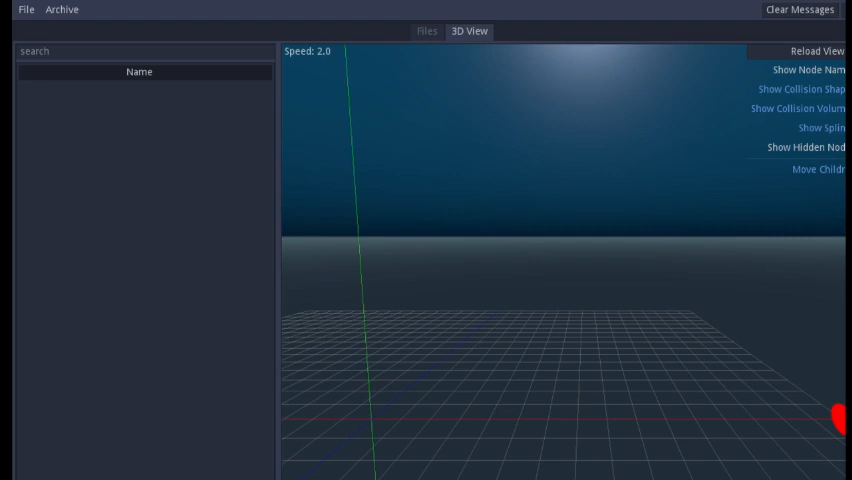 File Archive Clear Messages
Files 3D View
search
Name
Speed: 2.0
Reload View
Show Node Nam
Show Collision Shap
Show Collision Volum
Show Splin
Show Hidden Nod
Move Childr